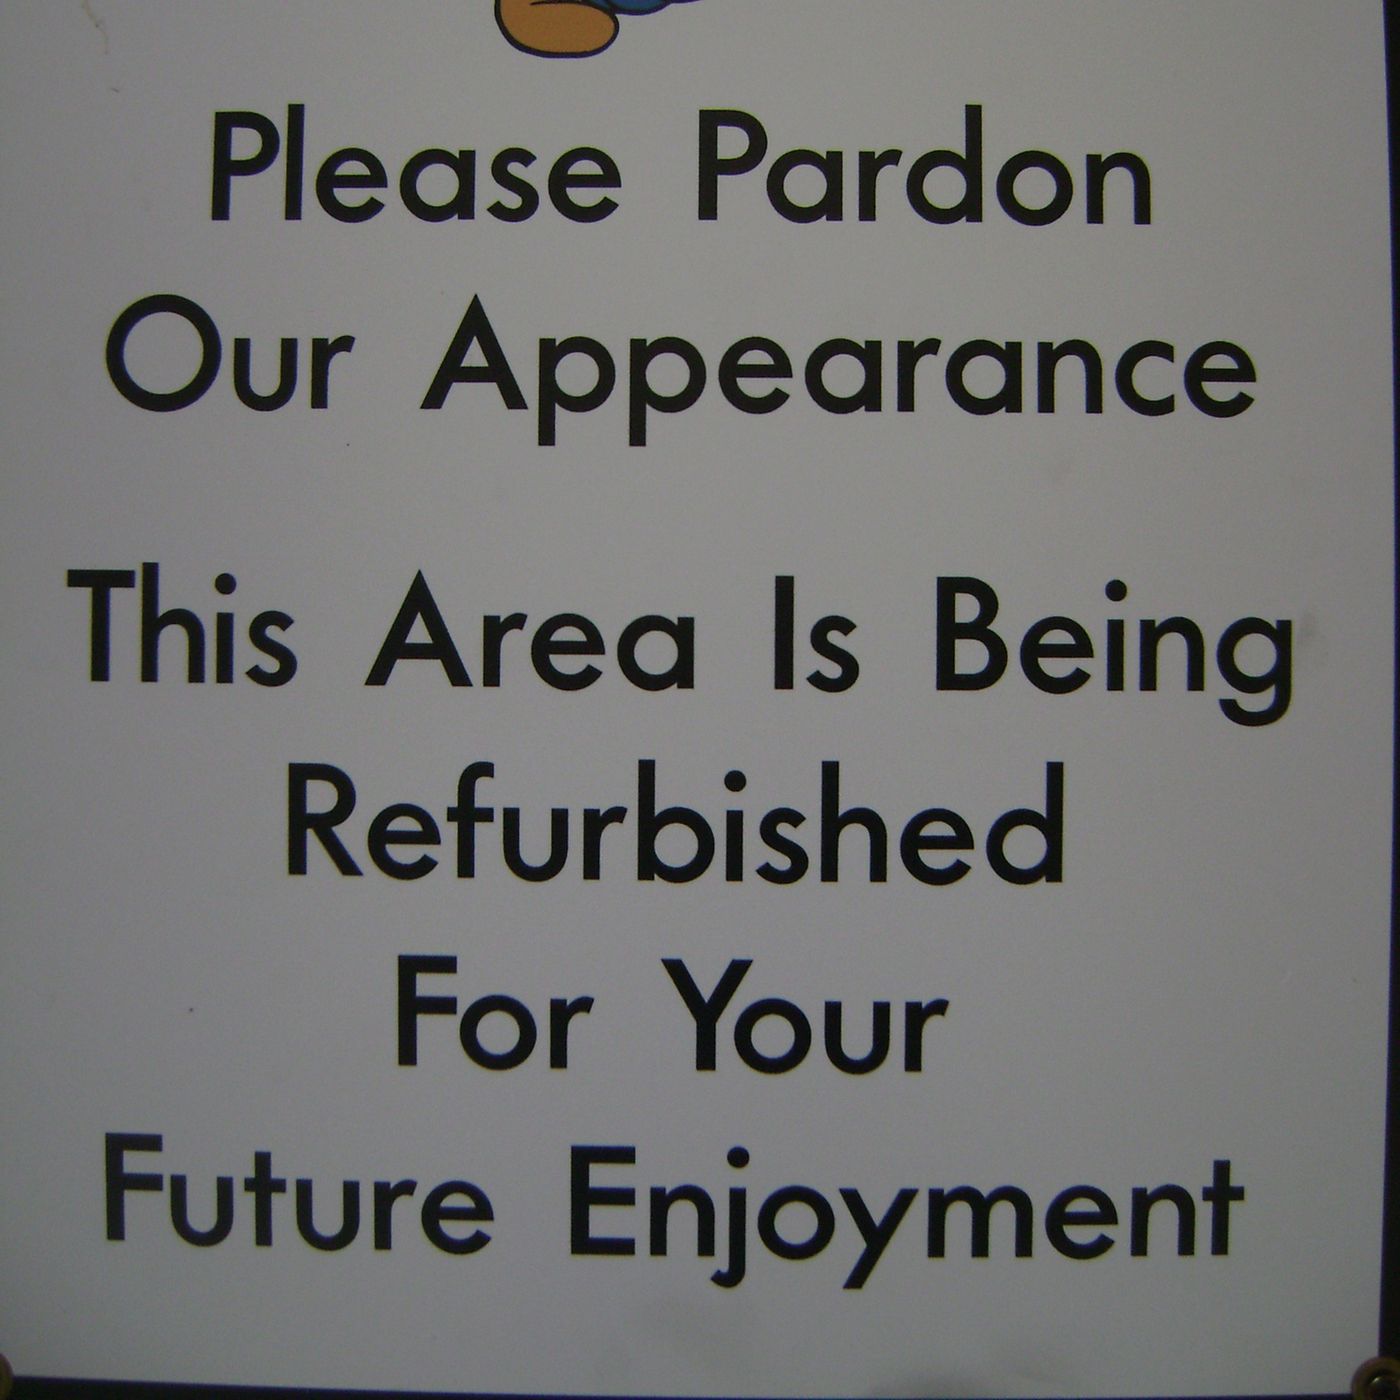 Please Pardon
Our Appearance
This Area Is Being
Refurbished
For Your
Future Enjoyment